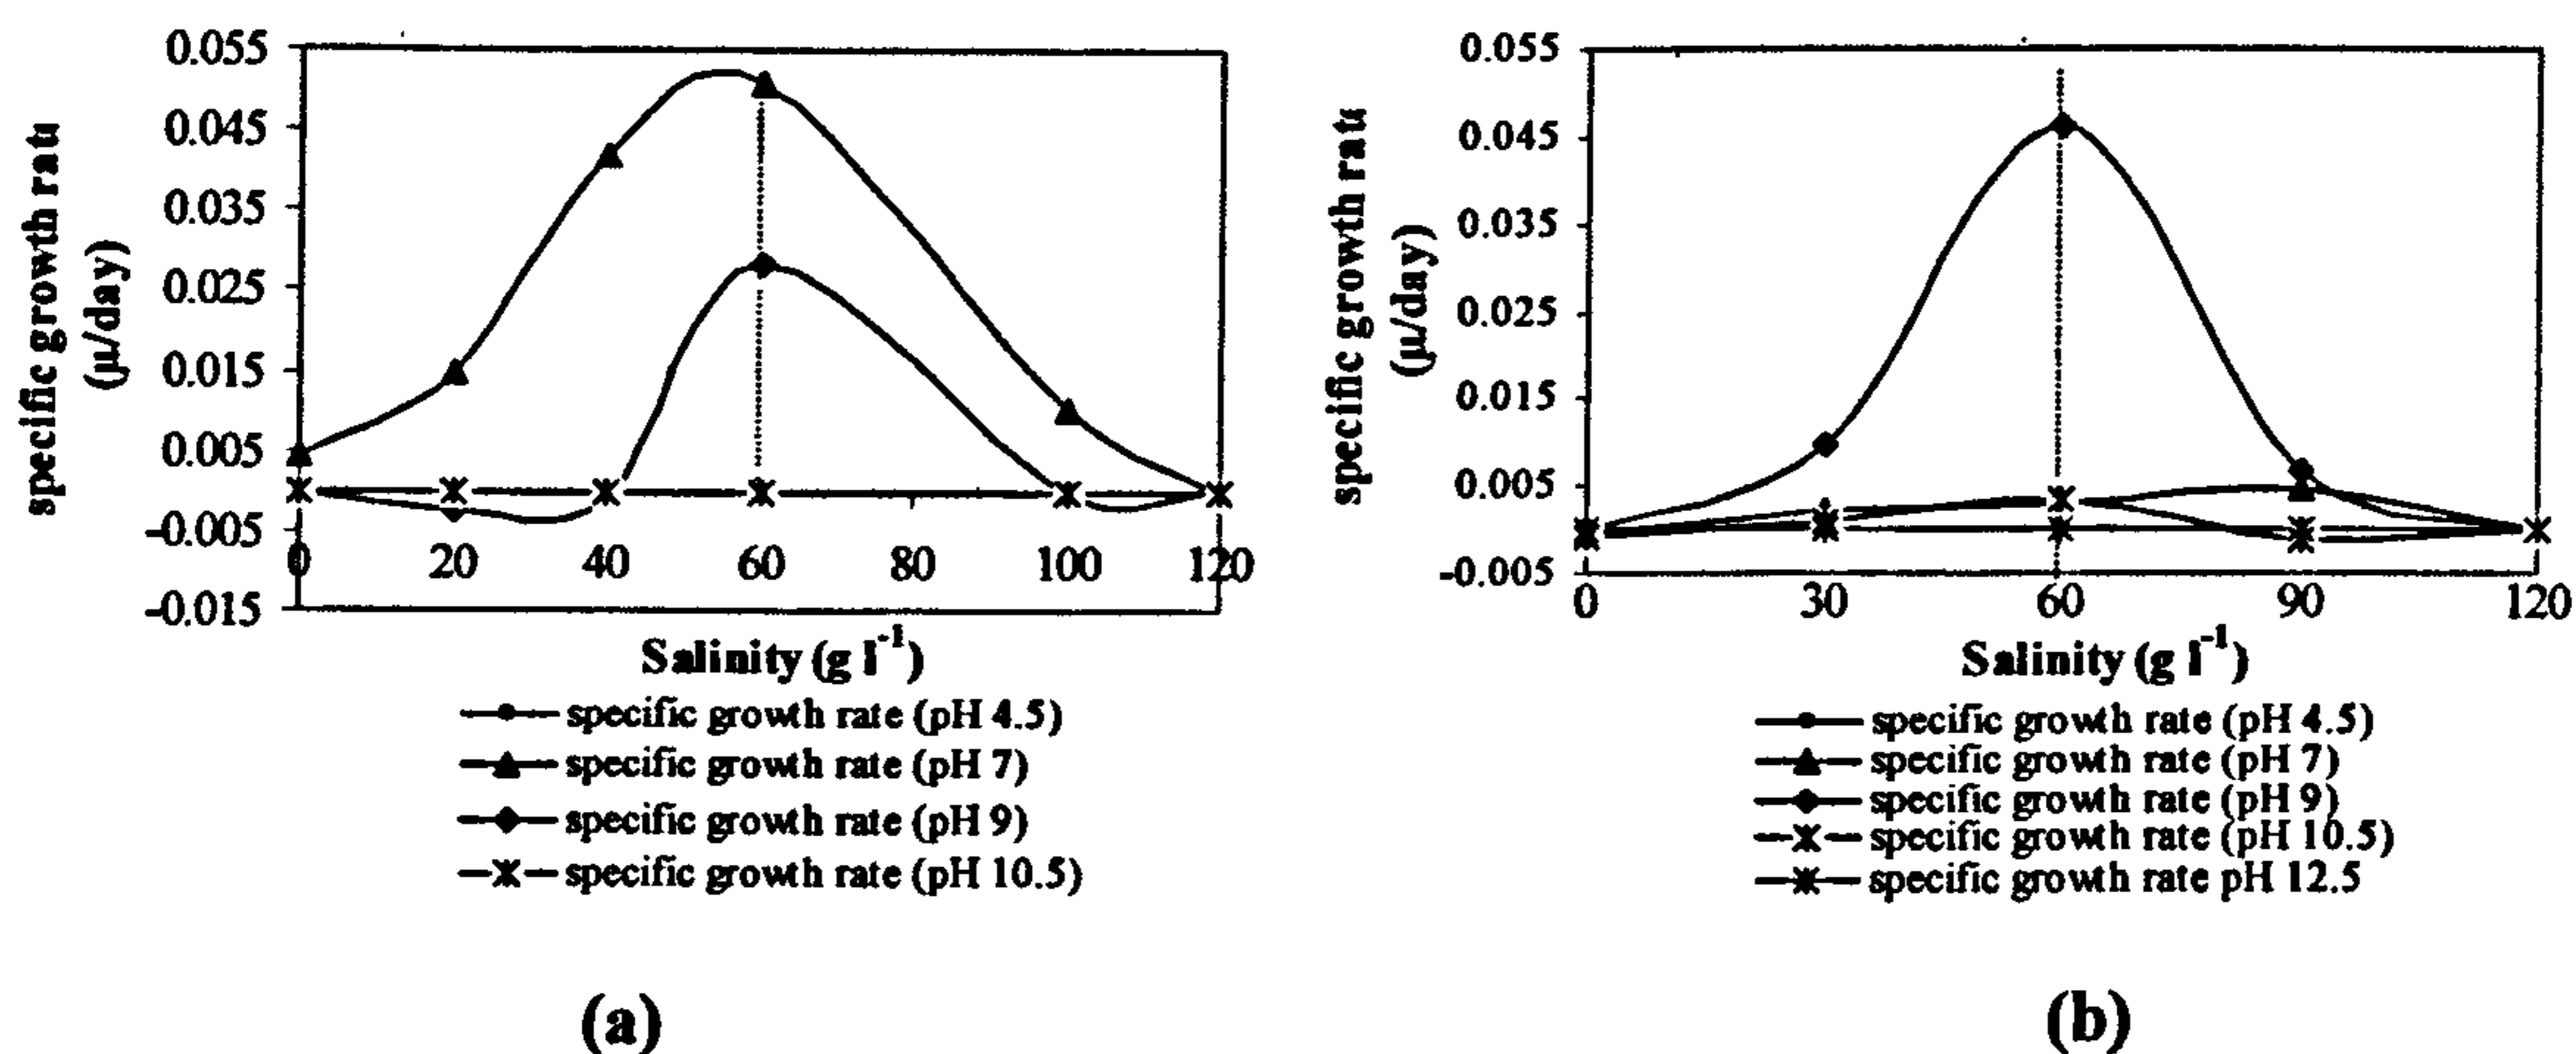 0.055
0.045
0.035
0.025
0.015
0.005
-0.005
-0.015
specific growth rate
(μ/day)
0 20 40 60 80 100 120
Salinity (g l⁻¹)
specific growth rate (pH 4.5)
specific growth rate (pH 7)
specific growth rate (pH 9)
specific growth rate (pH 10.5)
(a)
0.055
0.045
0.035
0.025
0.015
0.005
-0.005
specific growth rate
(μ/day)
0 30 60 90 120
Salinity (g l⁻¹)
specific growth rate (pH 4.5)
specific growth rate (pH 7)
specific growth rate (pH 9)
specific growth rate (pH 10.5)
specific growth rate pH 12.5
(b)